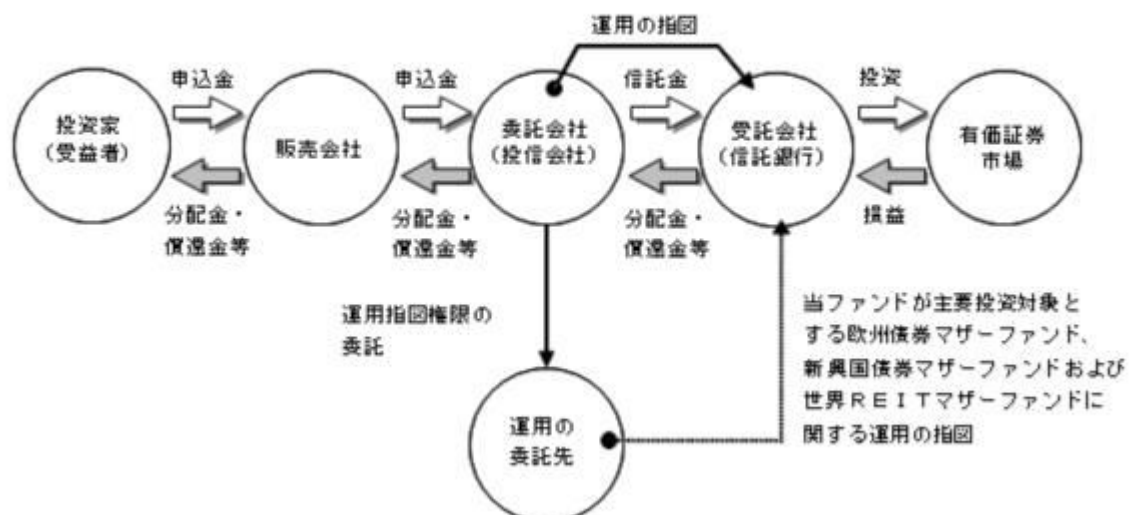 運用の指図
申込金
申込金
信託金
投資
投資家
（受益者）
販売会社
委託会社
（投信会社）
受託会社
（信託銀行）
有価証券
市場
分配金・
償還金等
分配金・
償還金等
分配金・
償還金等
損益
運用指図権限の
委託
当ファンドが主要投資対象と
する欧州債券マザーファンド、
新興国債券マザーファンドおよび
世界ＲＥＩＴマザーファンドに
関する運用の指図
運用の
委託先